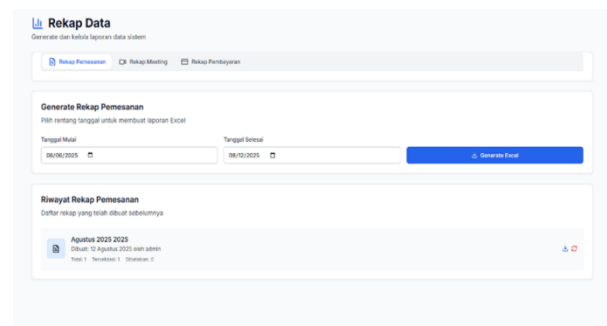 Rekap Data
Generate dan kelola laporan data sistem
Rekap Pemesanan Rekap Meeting Rekap Pembayaran
Generate Rekap Pemesanan
Pilih rentang tanggal untuk membuat laporan Excel
Tanggal Mulai Tanggal Selesai
08/08/2025 08/12/2025 Generate Excel
Riwayat Rekap Pemesanan
Daftar rekap yang telah dibuat sebelumnya
Agustus 2025 2025
Dibuat: 12 Agustus 2025 oleh admin
Total: 1 Tervalidasi: 1 Dibatalkan: 0